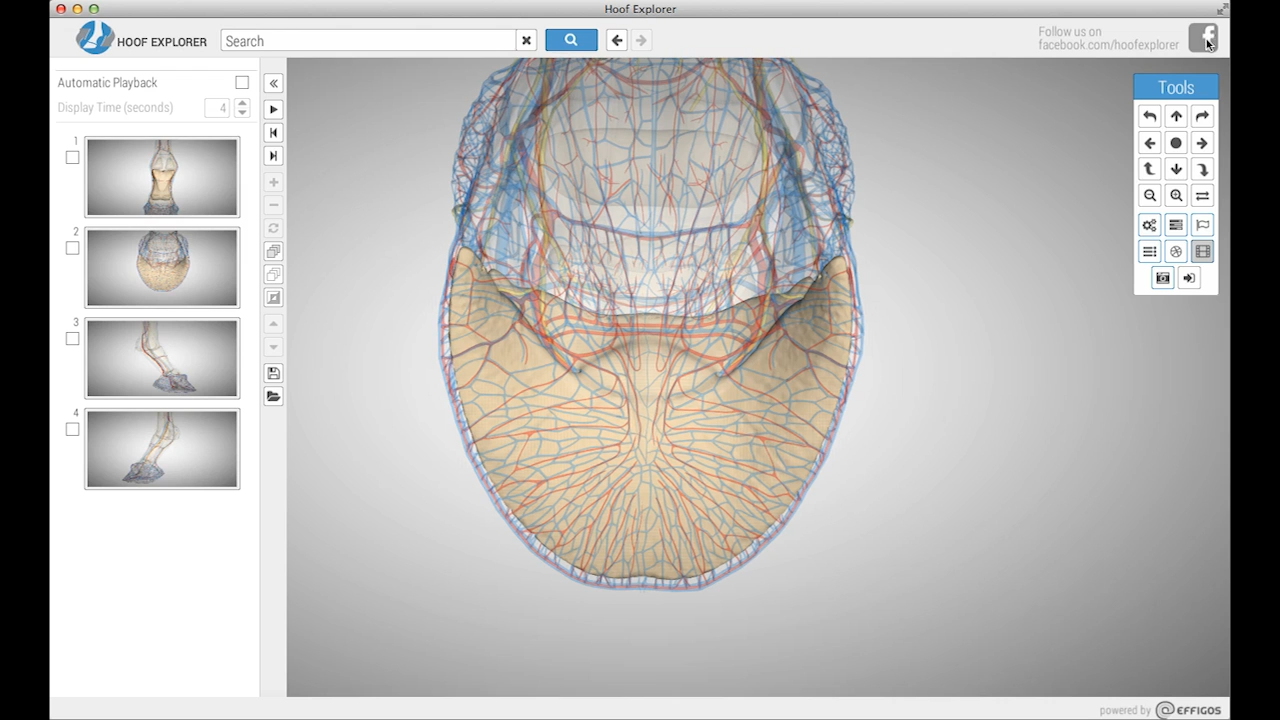 Hoof Explorer
HOOF EXPLORER
Search
Follow us on
facebook.com/hoofexplorer
f
Automatic Playback
Display Time (seconds)
4
Tools
1
2
3
4
powered by EFFIGOS